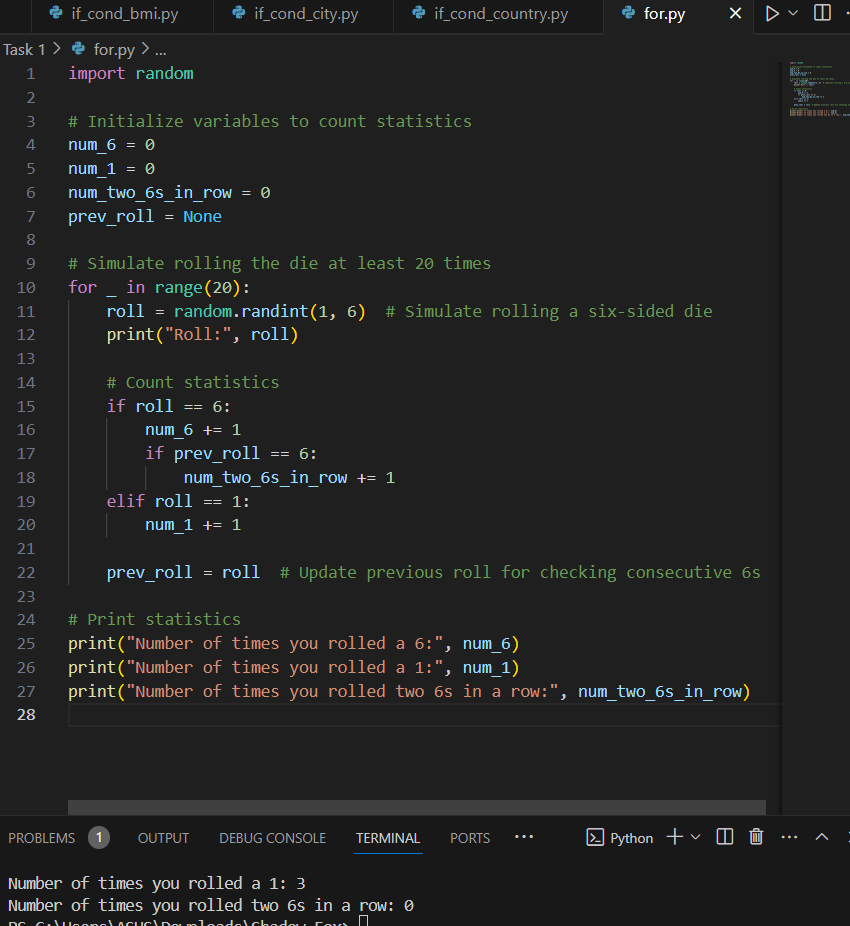 if_cond_bmi.py if_cond_city.py if_cond_country.py for.py
Task 1 > for.py > ...
1 import random
2
3 # Initialize variables to count statistics
4 num_6 = 0
5 num_1 = 0
6 num_two_6s_in_row = 0
7 prev_roll = None
8
9 # Simulate rolling the die at least 20 times
10 for _ in range(20):
11     roll = random.randint(1, 6)  # Simulate rolling a six-sided die
12     print("Roll:", roll)
13
14     # Count statistics
15     if roll == 6:
16         num_6 += 1
17         if prev_roll == 6:
18             num_two_6s_in_row += 1
19     elif roll == 1:
20         num_1 += 1
21
22     prev_roll = roll  # Update previous roll for checking consecutive 6s
23
24 # Print statistics
25 print("Number of times you rolled a 6:", num_6)
26 print("Number of times you rolled a 1:", num_1)
27 print("Number of times you rolled two 6s in a row:", num_two_6s_in_row)
28
PROBLEMS 1 OUTPUT DEBUG CONSOLE TERMINAL PORTS ... Python
Number of times you rolled a 1: 3
Number of times you rolled two 6s in a row: 0
PS C:\Users\ASUS\Downloads\Shadow Fox>